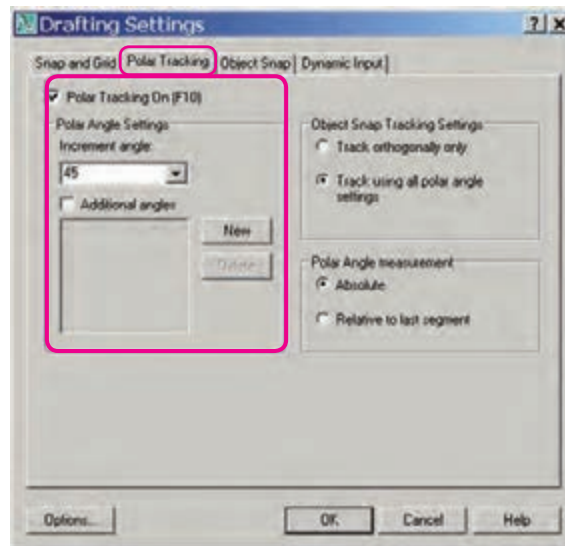 Drafting Settings
Snap and Grid Polar Tracking Object Snap Dynamic Input
Polar Tracking On (F10)
Polar Angle Settings
Increment angle:
45
Additional angles
New
Delete
Object Snap Tracking Settings
Track orthogonally only
Track using all polar angle
settings
Polar Angle measurement
Absolute
Relative to last segment
Options...
OK
Cancel
Help